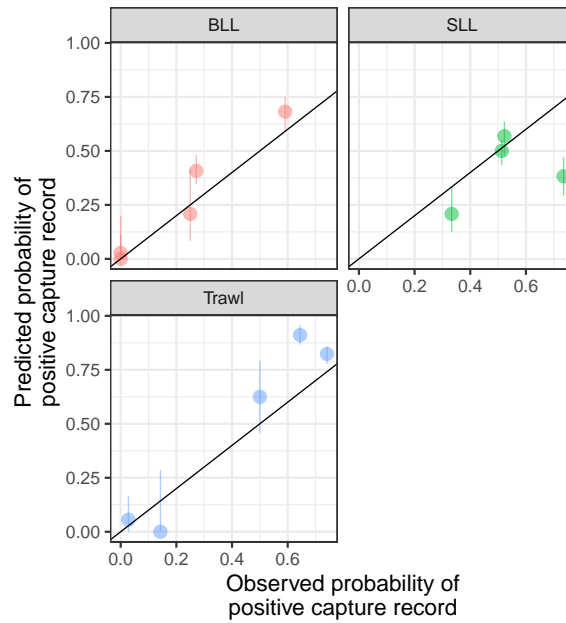 BLL
SLL
1.00
0.75
0.50
0.25
0.00
0.0 0.2 0.4 0.6
Trawl
1.00
0.75
0.50
0.25
0.00
0.0 0.2 0.4 0.6
Predicted probability of
positive capture record
Observed probability of
positive capture record